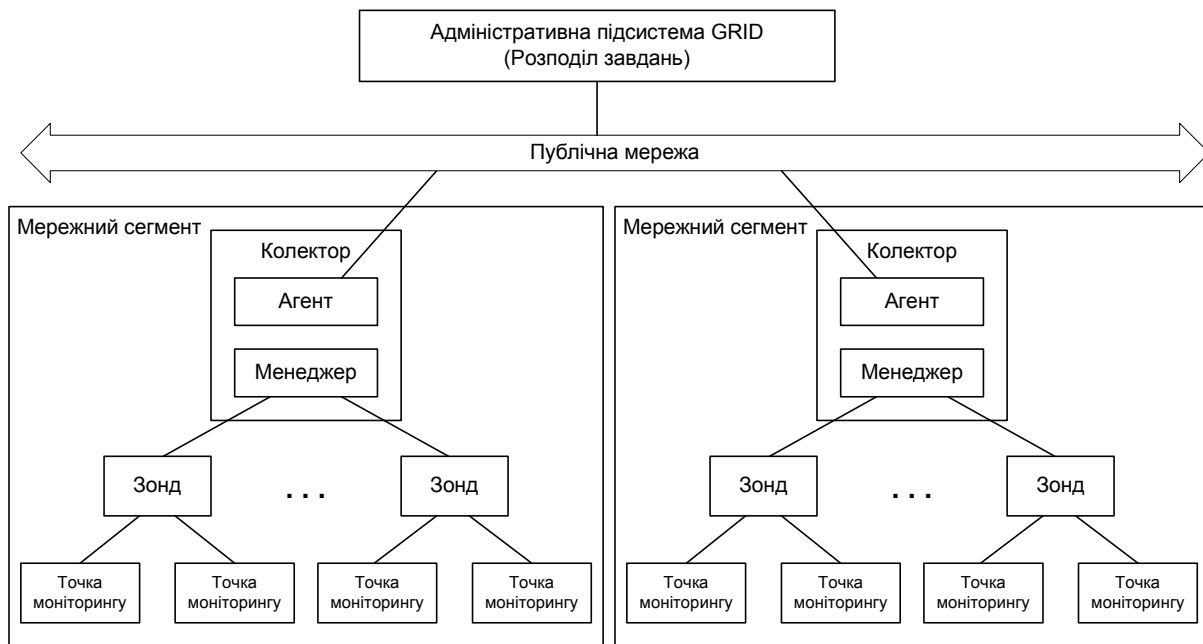 Адміністративна підсистема GRID
(Розподіл завдань)
Публічна мережа
Мережний сегмент
Колектор
Агент
Менеджер
Зонд
. . .
Зонд
Точка
моніторингу
Точка
моніторингу
Точка
моніторингу
Точка
моніторингу
Мережний сегмент
Колектор
Агент
Менеджер
Зонд
. . .
Зонд
Точка
моніторингу
Точка
моніторингу
Точка
моніторингу
Точка
моніторингу